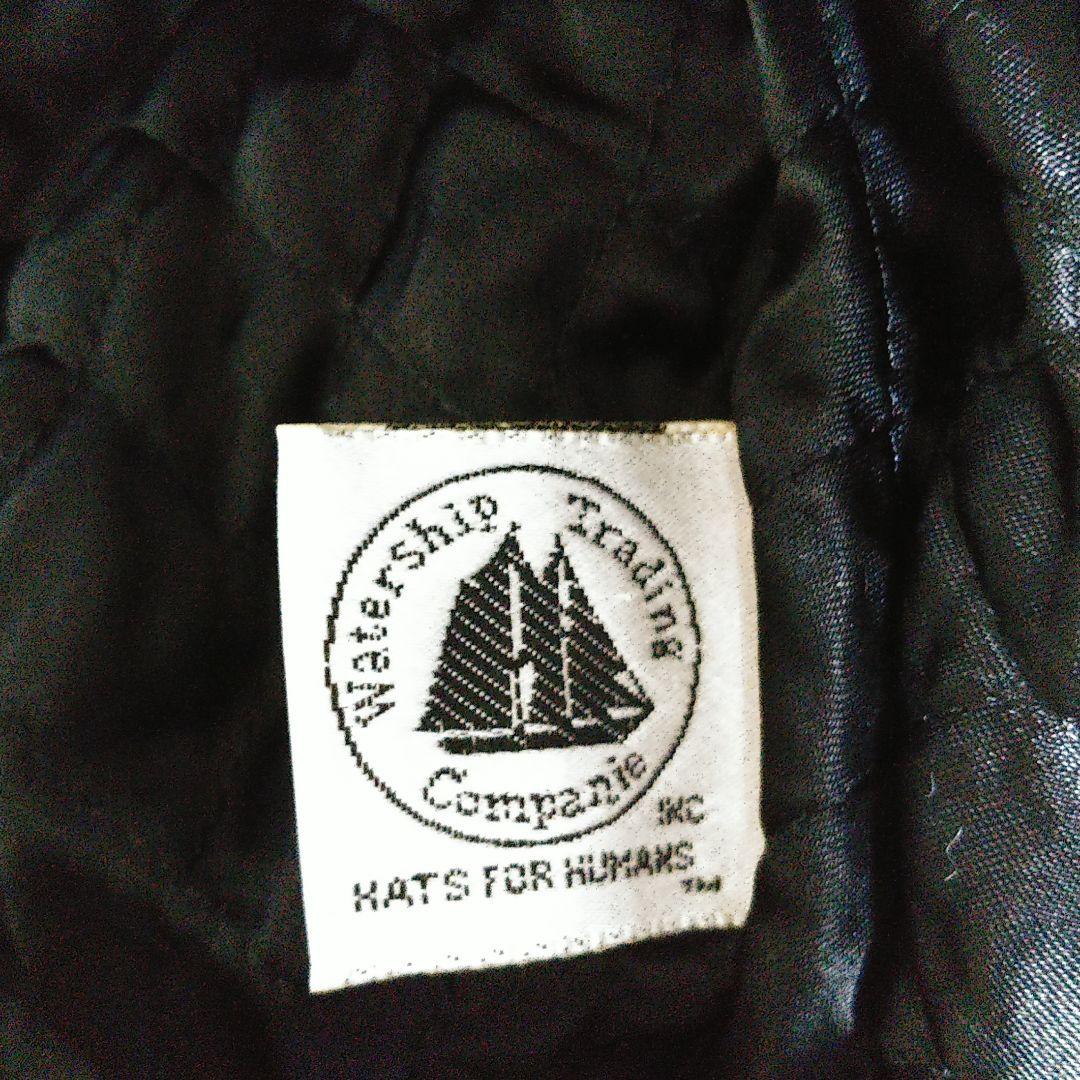 WaterShip Trading
Companie
INC
HATS FOR HUMANS
TM